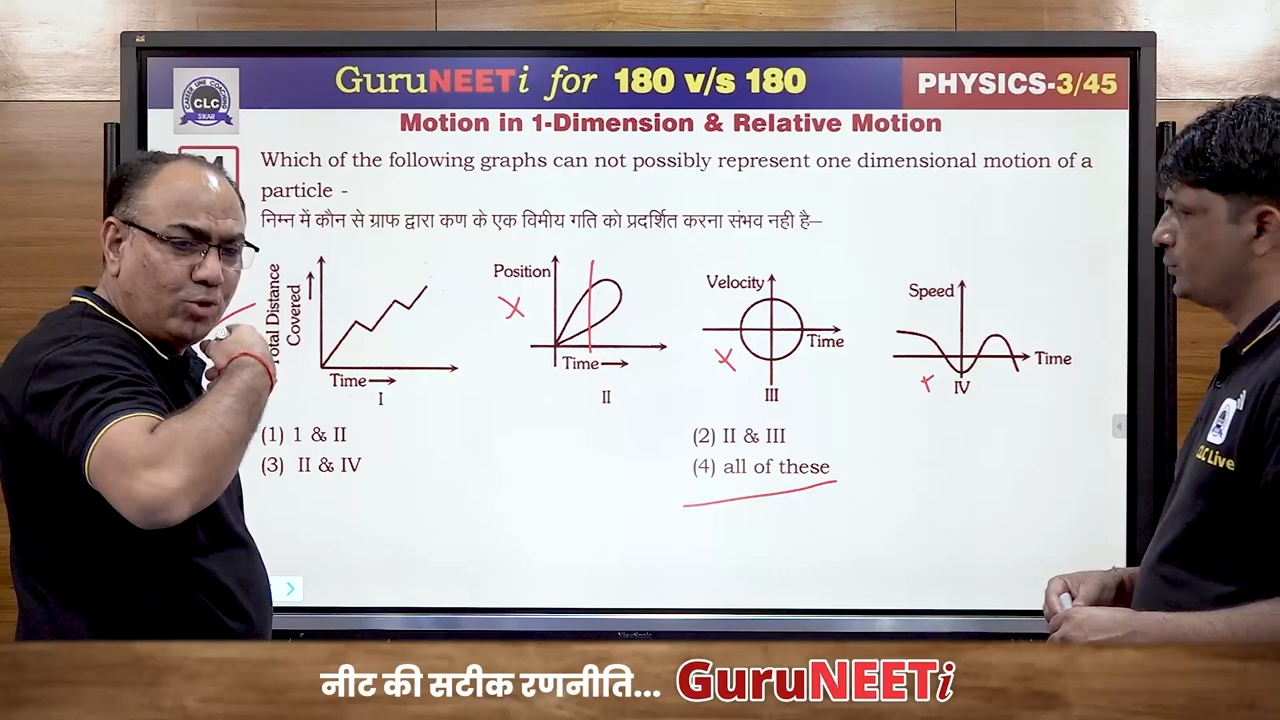 GuruNEETi for 180 v/s 180
PHYSICS-3/45
CLC
SIKAR
Motion in 1-Dimension & Relative Motion
Which of the following graphs can not possibly represent one dimensional motion of a
particle -
निम्न में कौन से ग्राफ द्वारा कण के एक विमीय गति को प्रदर्शित करना संभव नही है–
Total Distance
Covered
Time
I
Position
Time
II
Velocity
Time
III
Speed
Time
IV
(1) 1 & II
(2) II & III
(3) II & IV
(4) all of these
CLC Live
ViewSonic
नीट की सटीक रणनीति... GuruNEETi